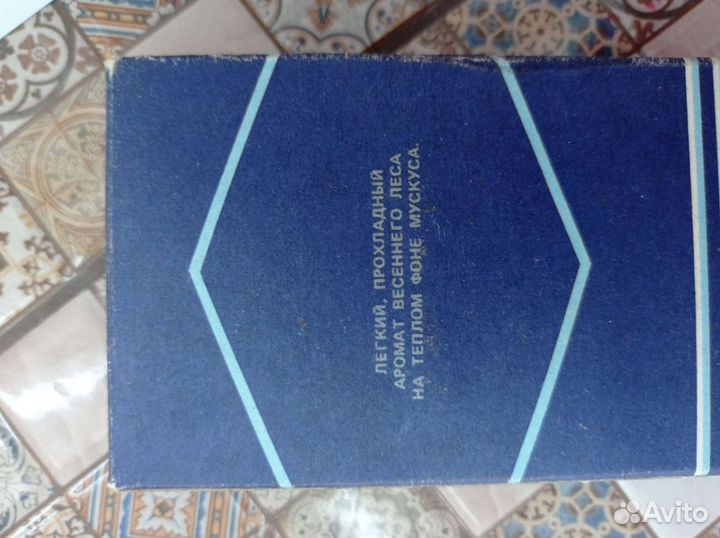 ЛЕГКИЙ, ПРОХЛАДНЫЙ
АРОМАТ ВЕСЕННЕГО ЛЕСА
НА ТЕПЛОМ ФОНЕ МУСКУСА.
Avito